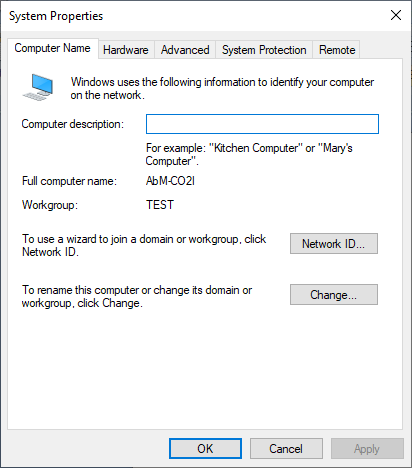 System Properties
Computer Name Hardware Advanced System Protection Remote
Windows uses the following information to identify your computer
on the network.
Computer description:
For example: "Kitchen Computer" or "Mary's
Computer".
Full computer name: AbM-CO2I
Workgroup: TEST
To use a wizard to join a domain or workgroup, click
Network ID.
Network ID...
To rename this computer or change its domain or
workgroup, click Change.
Change...
OK Cancel Apply